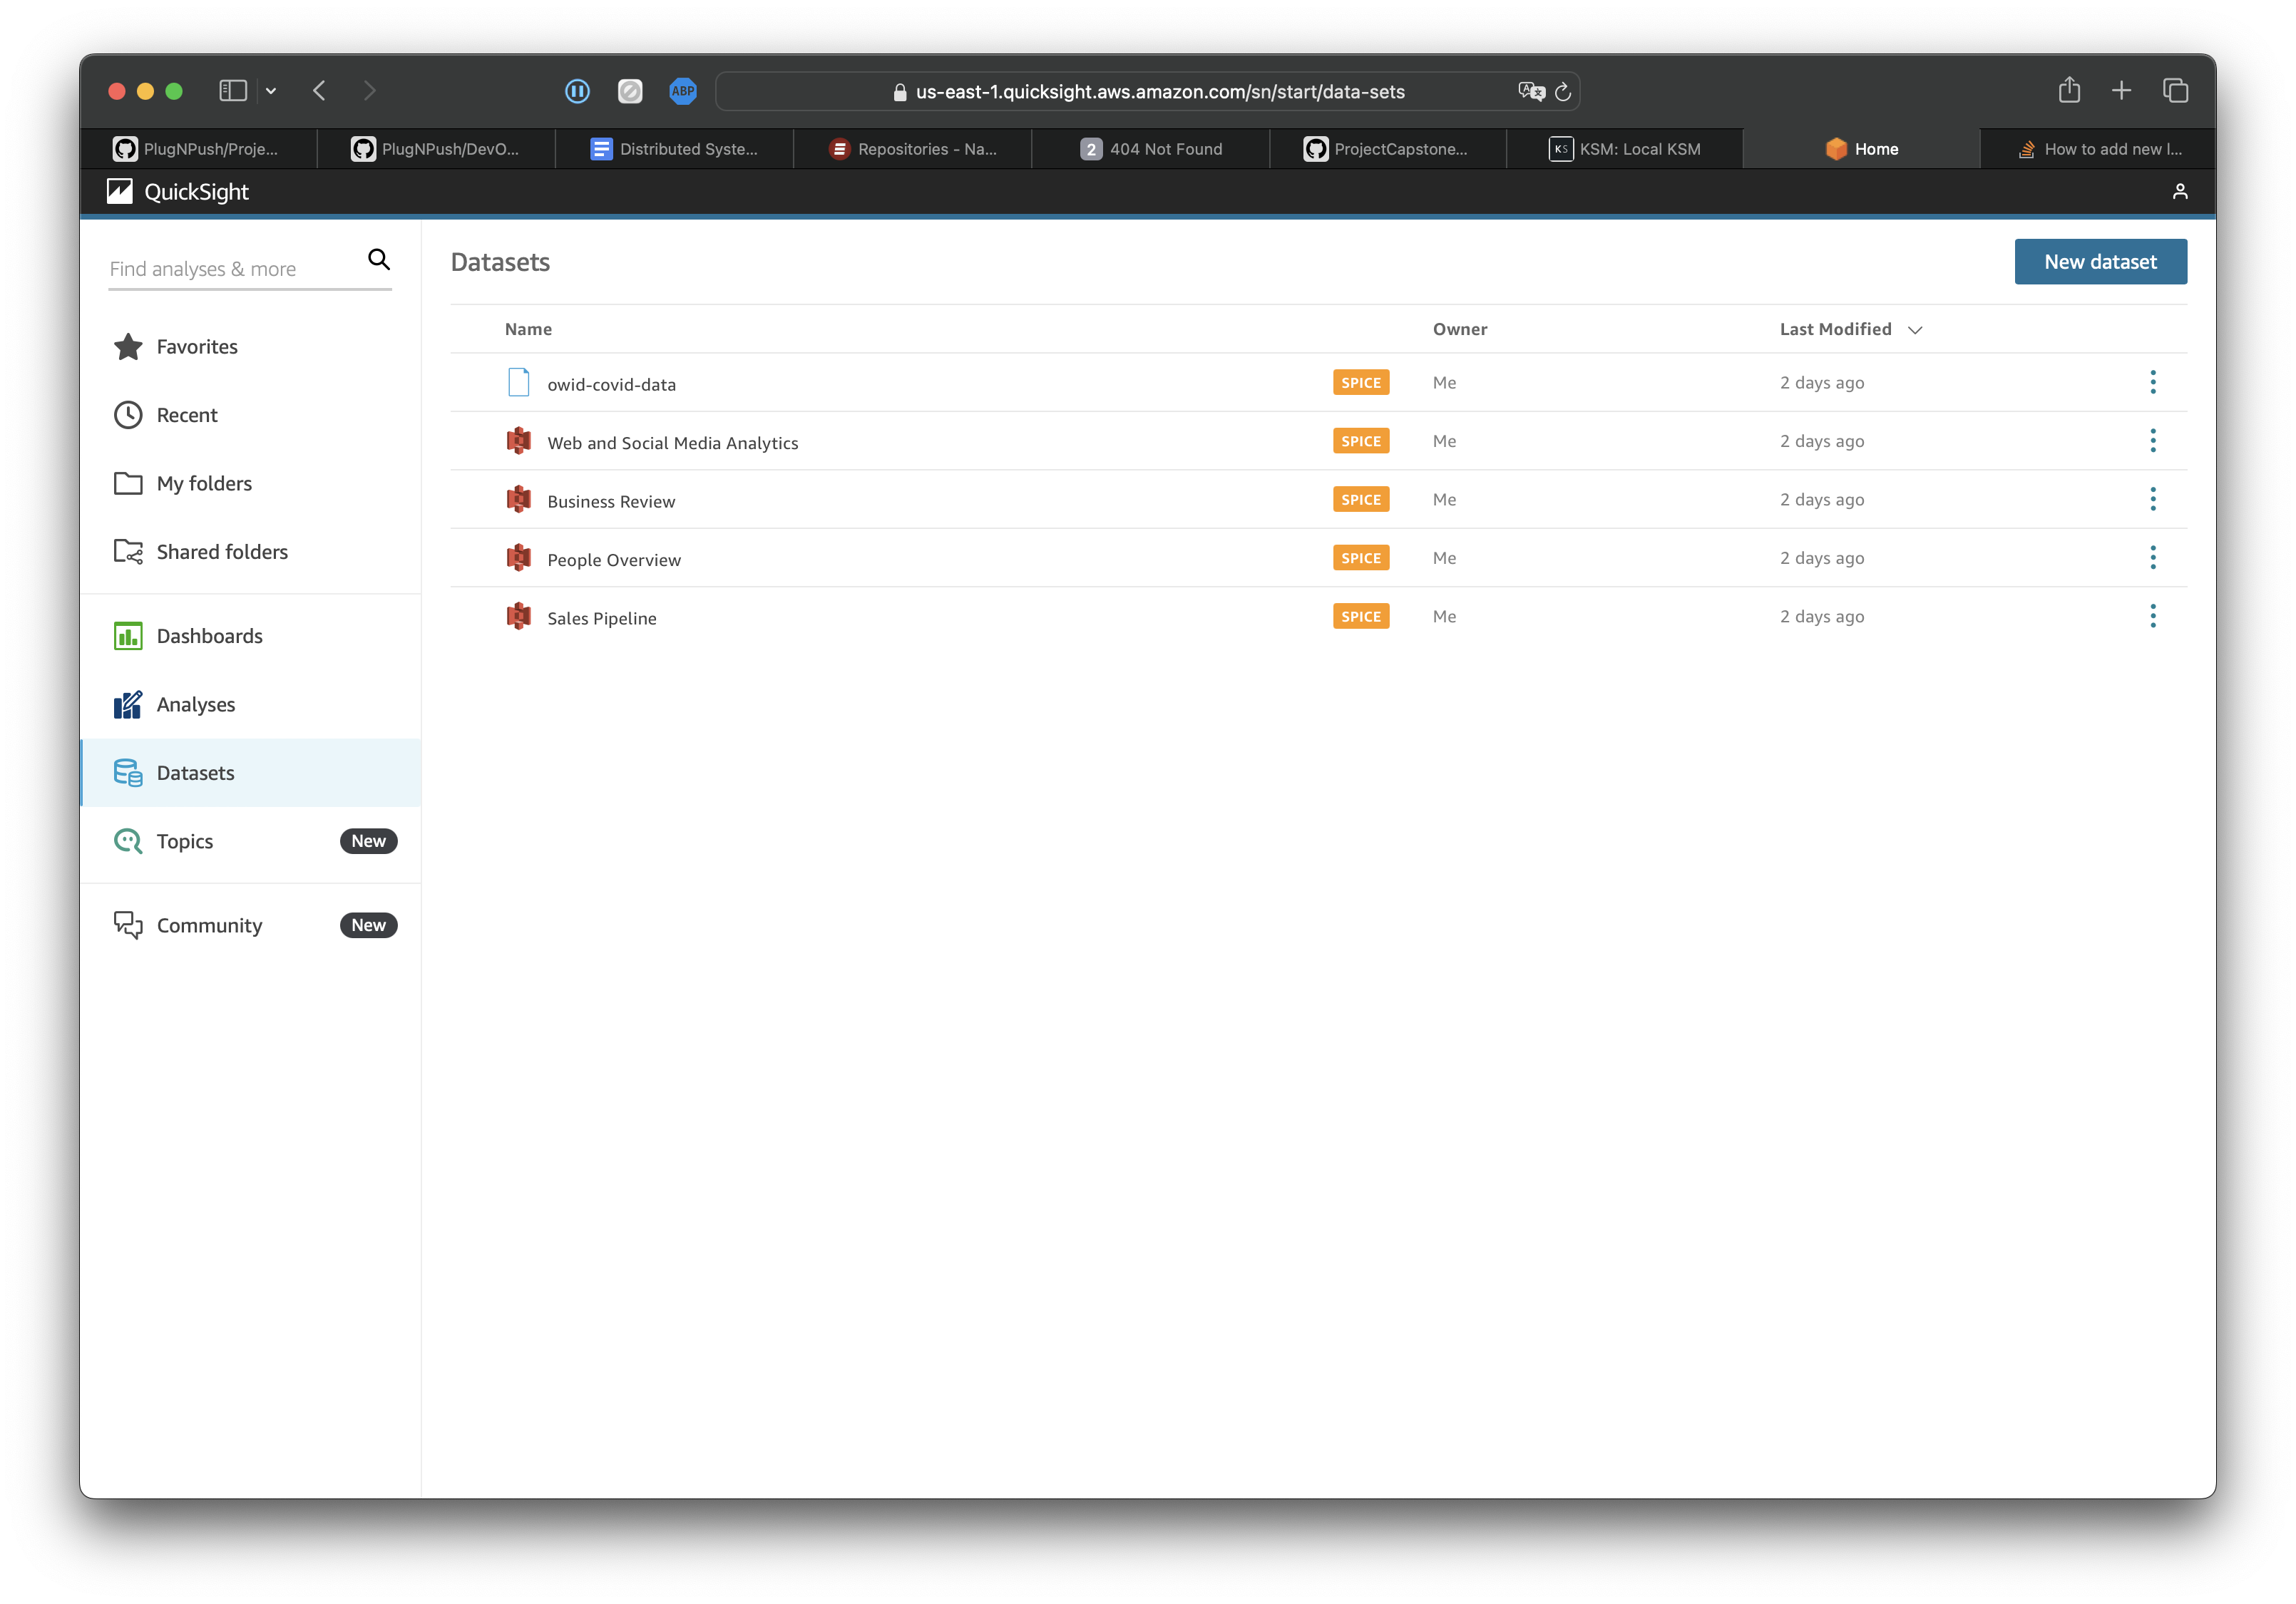 ABP
us-east-1.quicksight.aws.amazon.com/sn/start/data-sets
PlugNPush/Proje...
PlugNPush/DevO...
Distributed Syste...
Repositories - Na...
2 404 Not Found
ProjectCapstone...
KS KSM: Local KSM
Home
How to add new l...
QuickSight
Find analyses & more
Favorites
Recent
My folders
Shared folders
Dashboards
Analyses
Datasets
Topics New
Community New
Datasets
New dataset
Name Owner Last Modified
owid-covid-data SPICE Me 2 days ago
Web and Social Media Analytics SPICE Me 2 days ago
Business Review SPICE Me 2 days ago
People Overview SPICE Me 2 days ago
Sales Pipeline SPICE Me 2 days ago